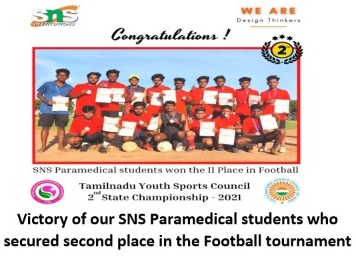 SNS
INSTITUTIONS
WE ARE
Design Thinkers
Congratulations !
2
SNS Paramedical students won the II Place in Football
Tamilnadu Youth Sports Council
2nd State Championship - 2021
Victory of our SNS Paramedical students who
secured second place in the Football tournament